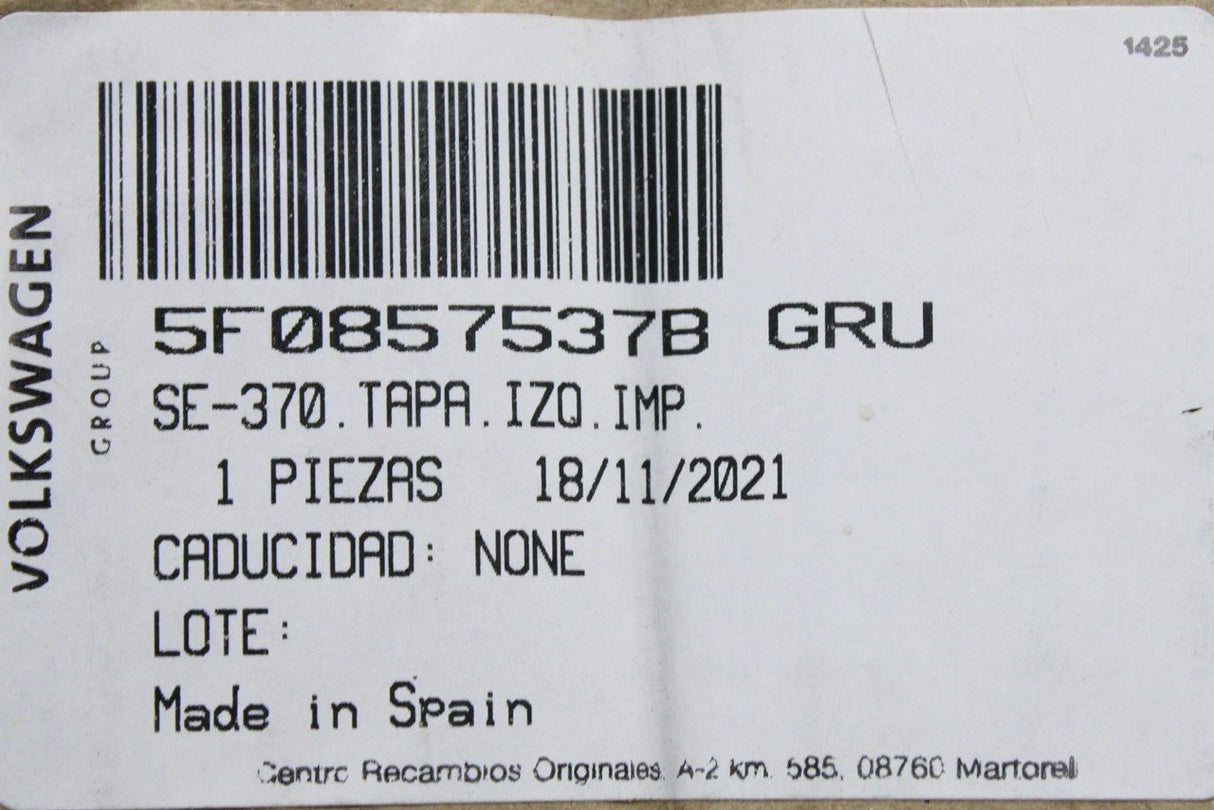 1425
VOLKSWAGEN
GROUP
5F0857537B GRU
SE-370.TAPA.IZQ.IMP.
1 PIEZAS 18/11/2021
CADUCIDAD: NONE
LOTE:
Made in Spain
Centro Recambios Originales. A-2 km. 585, 08760 Martorell